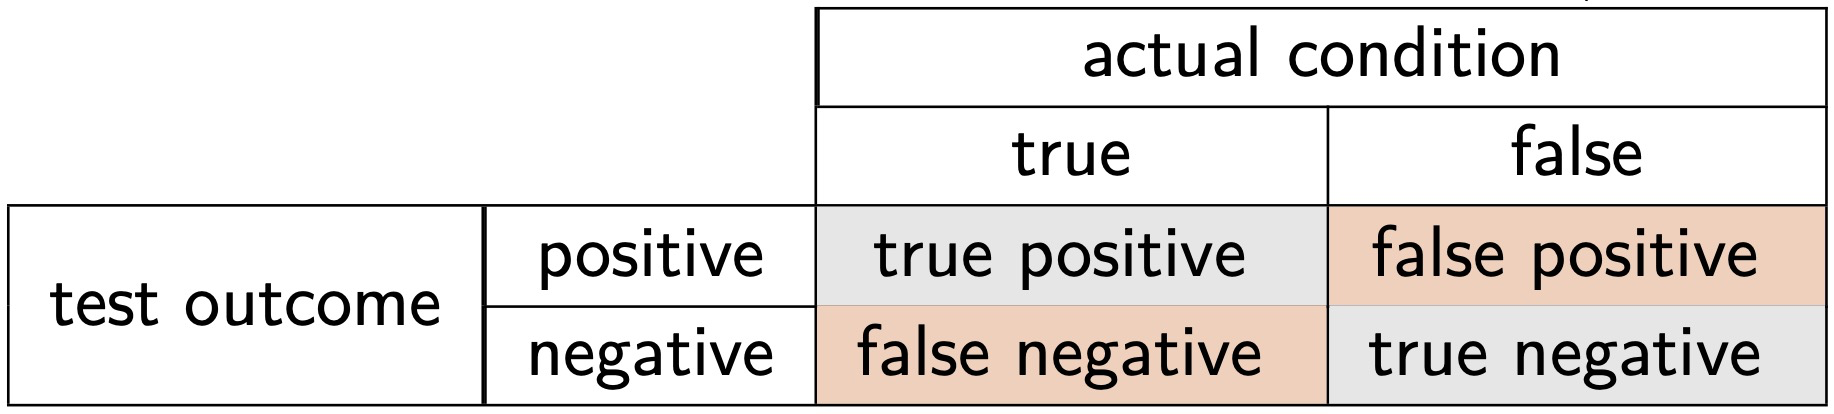 actual condition
true false
positive true positive false positive
test outcome
negative false negative true negative